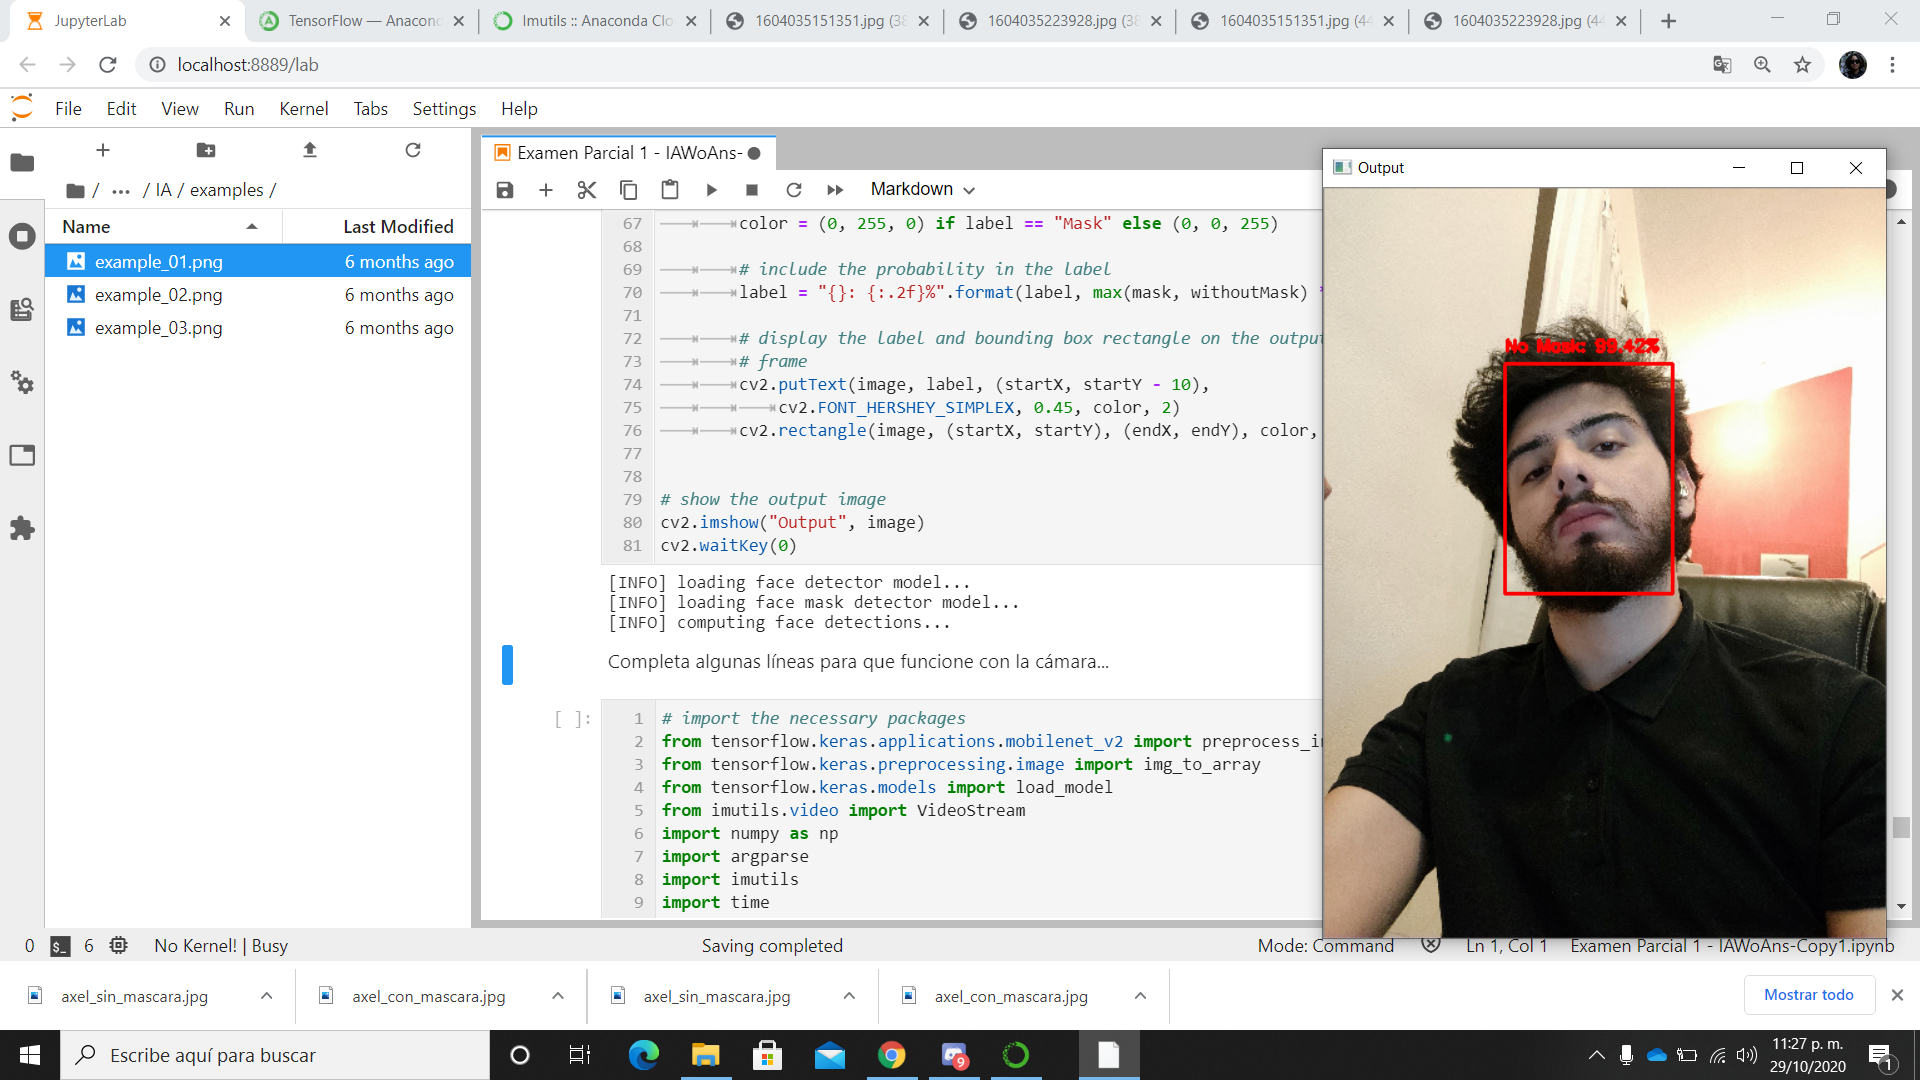 JupyterLab
TensorFlow — Anacond
Imutils :: Anaconda Clo
1604035151351.jpg (38
1604035223928.jpg (38
1604035151351.jpg (44
1604035223928.jpg (44
localhost:8889/lab
File Edit View Run Kernel Tabs Settings Help
/ ... / IA / examples /
Name Last Modified
example_01.png 6 months ago
example_02.png 6 months ago
example_03.png 6 months ago
Examen Parcial 1 - IAWoAns-
Markdown
67 color = (0, 255, 0) if label == "Mask" else (0, 0, 255)
68
69 # include the probability in the label
70 label = "{}: {:.2f}%".format(label, max(mask, withoutMask)
71
72 # display the label and bounding box rectangle on the output
73 # frame
74 cv2.putText(image, label, (startX, startY - 10),
75 cv2.FONT_HERSHEY_SIMPLEX, 0.45, color, 2)
76 cv2.rectangle(image, (startX, startY), (endX, endY), color,
77
78
79 # show the output image
80 cv2.imshow("Output", image)
81 cv2.waitKey(0)
[INFO] loading face detector model...
[INFO] loading face mask detector model...
[INFO] computing face detections...
Completa algunas líneas para que funcione con la cámara...
[ ]:
1 # import the necessary packages
2 from tensorflow.keras.applications.mobilenet_v2 import preprocess_in
3 from tensorflow.keras.preprocessing.image import img_to_array
4 from tensorflow.keras.models import load_model
5 from imutils.video import VideoStream
6 import numpy as np
7 import argparse
8 import imutils
9 import time
Output
No Mask: 99.42%
0 $_ 6 No Kernel! | Busy
Saving completed
Mode: Command
Ln 1, Col 1
Examen Parcial 1 - IAWoAns-Copy1.ipynb
axel_sin_mascara.jpg
axel_con_mascara.jpg
axel_sin_mascara.jpg
axel_con_mascara.jpg
Mostrar todo
Escribe aquí para buscar
9
11:27 p. m.
29/10/2020
1